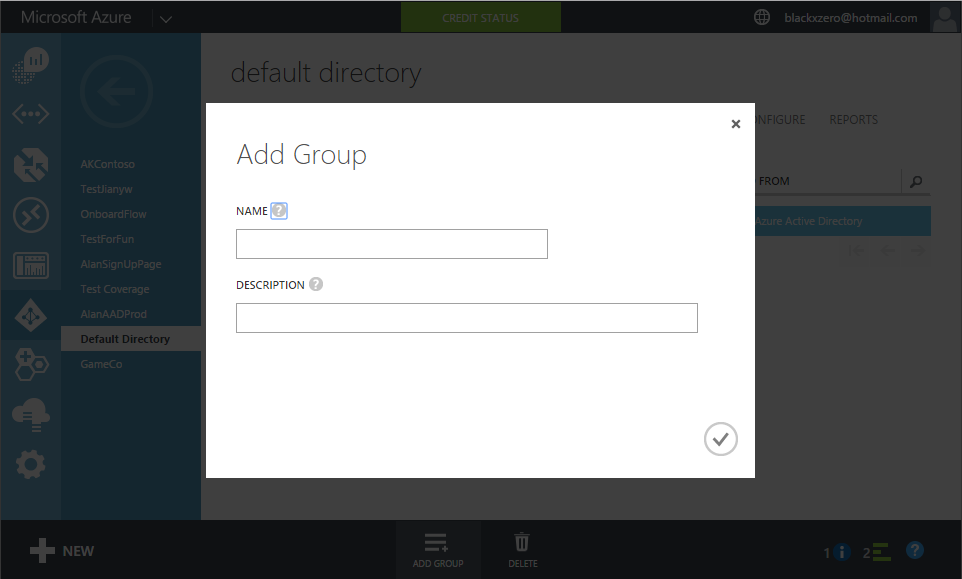 Microsoft Azure
CREDIT STATUS
blackxzero@hotmail.com
default directory
NFIGURE REPORTS
Add Group
NAME ?
DESCRIPTION ?
FROM
Azure Active Directory
AKContoso
TestJianyw
OnboardFlow
TestForFun
AlanSignUpPage
Test Coverage
AlanAADProd
Default Directory
GameCo
NEW
ADD GROUP
DELETE
1 i
2
?